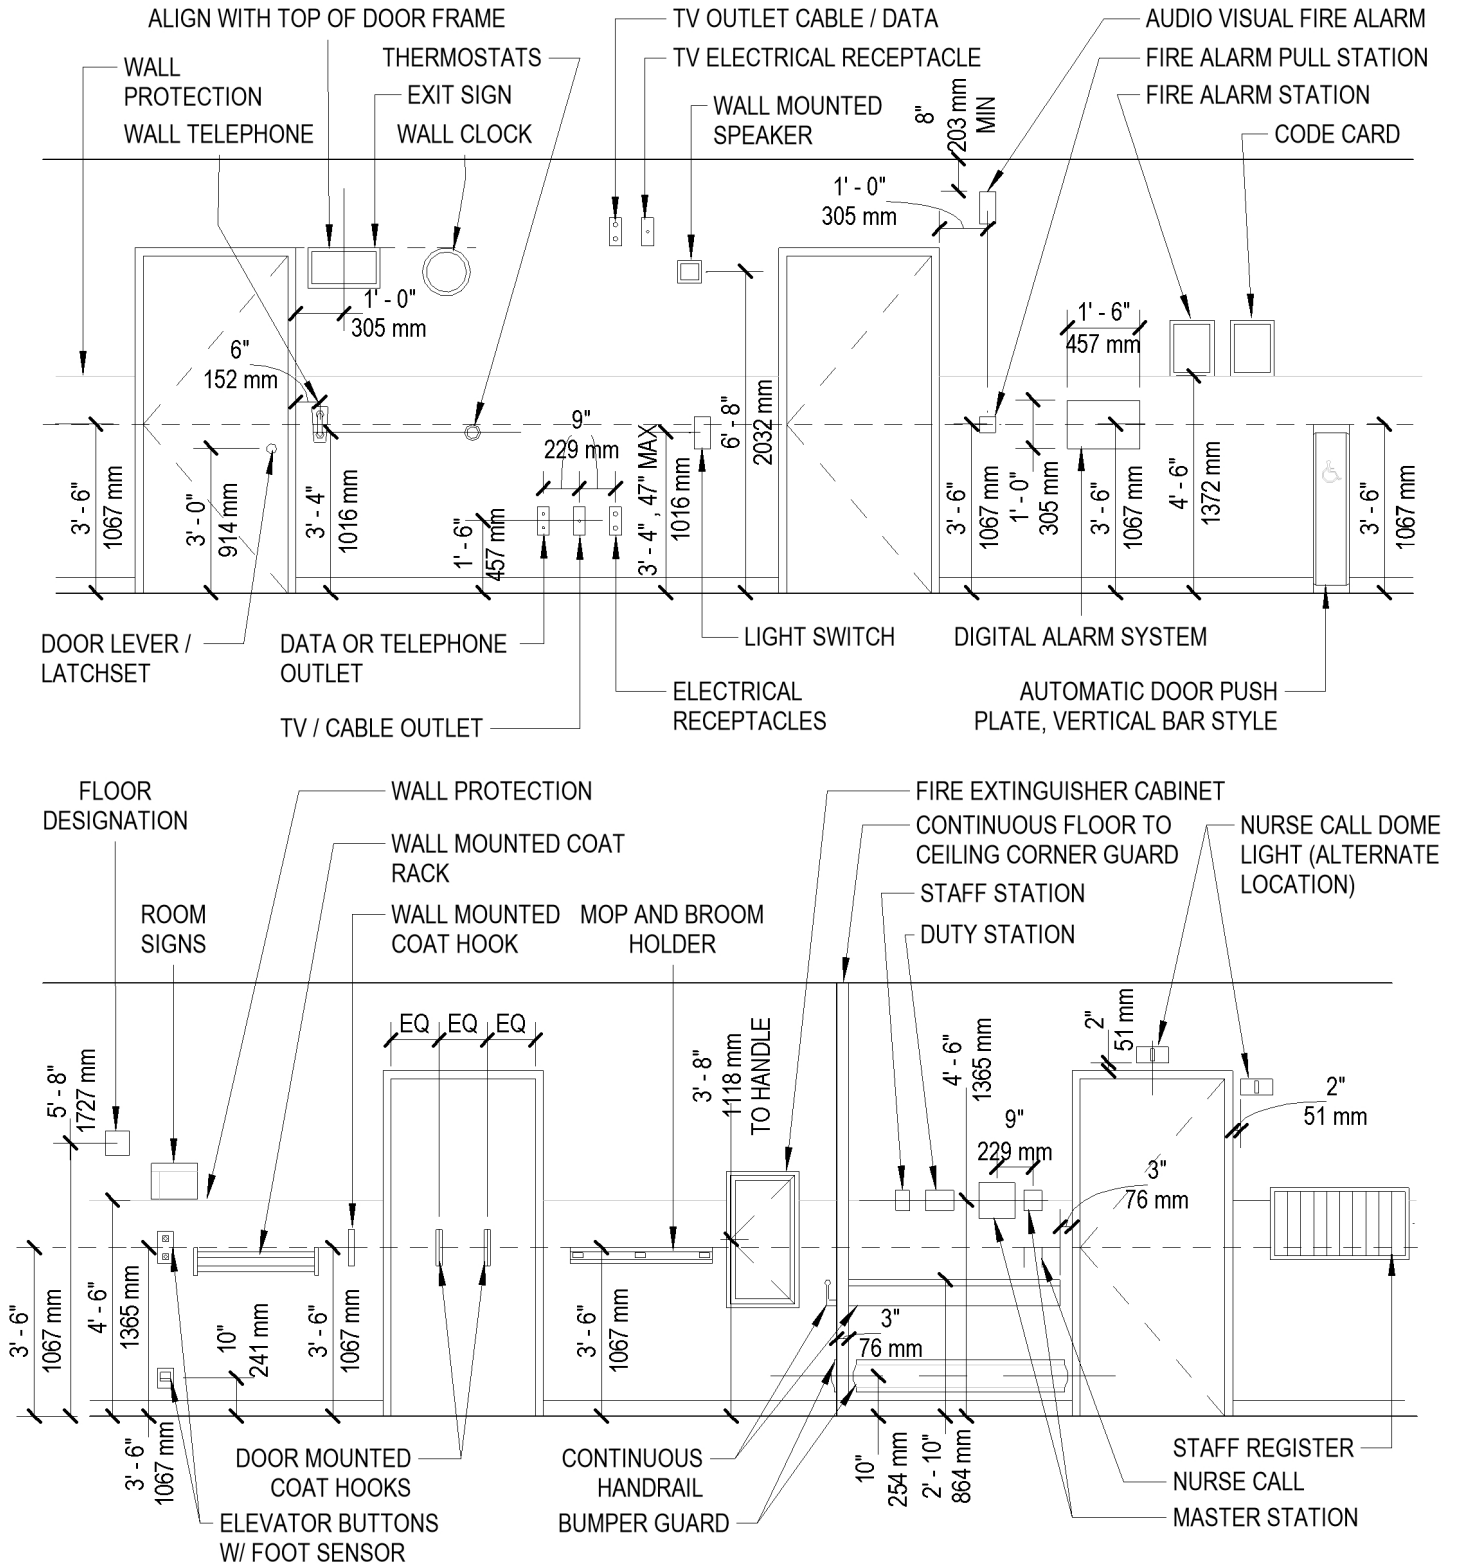 ALIGN WITH TOP OF DOOR FRAME
TV OUTLET CABLE / DATA
AUDIO VISUAL FIRE ALARM
WALL
PROTECTION
THERMOSTATS
TV ELECTRICAL RECEPTACLE
FIRE ALARM PULL STATION
EXIT SIGN
FIRE ALARM STATION
WALL TELEPHONE
WALL CLOCK
WALL MOUNTED
SPEAKER
8"
203 mm
MIN
CODE CARD
1' - 0"
305 mm
1' - 0"
305 mm
1' - 6"
457 mm
6"
152 mm
9"
229 mm
3' - 6"
1067 mm
3' - 0"
914 mm
3' - 4"
1016 mm
1' - 6"
457 mm
3' - 4" , 47" MAX
1016 mm
6' - 8"
2032 mm
3' - 6"
1067 mm
1' - 0"
305 mm
3' - 6"
1067 mm
4' - 6"
1372 mm
3' - 6"
1067 mm
DOOR LEVER /
LATCHSET
DATA OR TELEPHONE
OUTLET
LIGHT SWITCH
DIGITAL ALARM SYSTEM
TV / CABLE OUTLET
ELECTRICAL
RECEPTACLES
AUTOMATIC DOOR PUSH
PLATE, VERTICAL BAR STYLE
FLOOR
DESIGNATION
WALL PROTECTION
FIRE EXTINGUISHER CABINET
WALL MOUNTED COAT
RACK
CONTINUOUS FLOOR TO
CEILING CORNER GUARD
NURSE CALL DOME
LIGHT (ALTERNATE
LOCATION)
ROOM
SIGNS
WALL MOUNTED
COAT HOOK
MOP AND BROOM
HOLDER
STAFF STATION
DUTY STATION
EQ
EQ
EQ
5' - 8"
1727 mm
3' - 8"
1118 mm
TO HANDLE
4' - 6"
1365 mm
2"
51 mm
2"
51 mm
9"
229 mm
3"
76 mm
3' - 6"
1067 mm
4' - 6"
1365 mm
10"
241 mm
3' - 6"
1067 mm
3' - 6"
1067 mm
3"
76 mm
3' - 6"
1067 mm
10"
254 mm
2' - 10"
864 mm
DOOR MOUNTED
COAT HOOKS
CONTINUOUS
HANDRAIL
STAFF REGISTER
NURSE CALL
ELEVATOR BUTTONS
W/ FOOT SENSOR
BUMPER GUARD
MASTER STATION